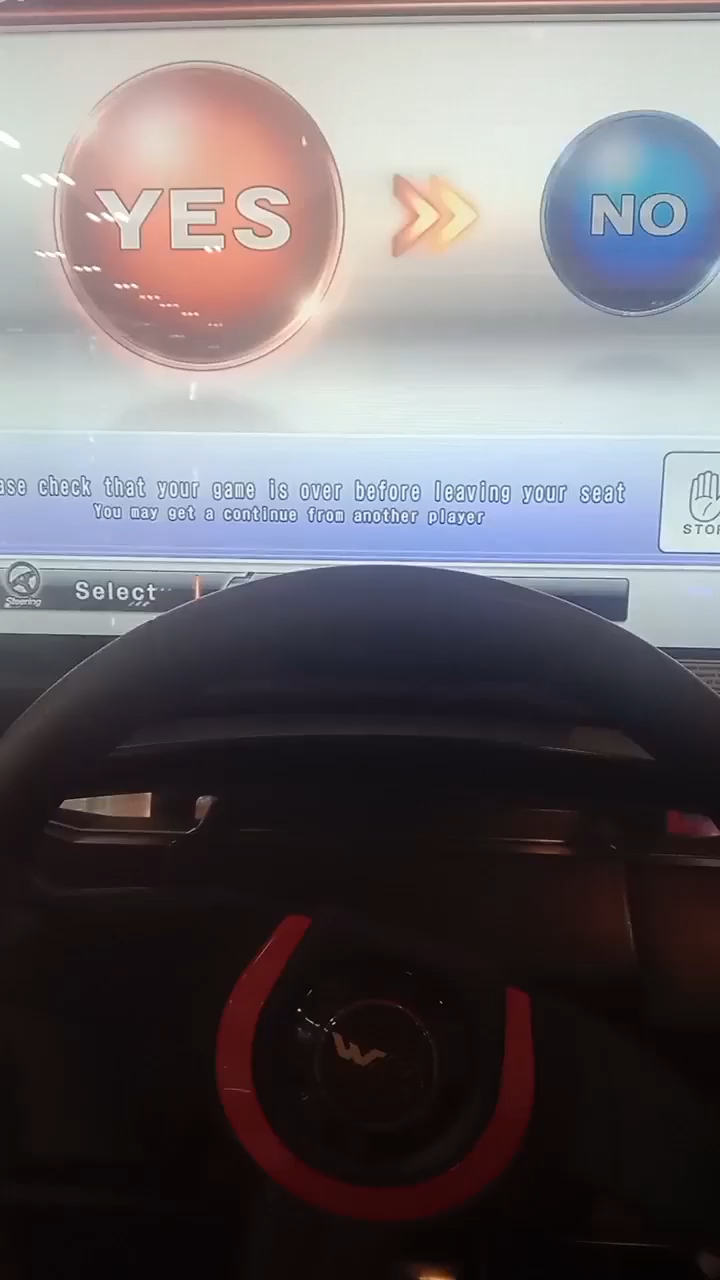 YES
NO
ase check that your game is over before leaving your seat
You may get a continue from another player
STOP
Steering
Select
W